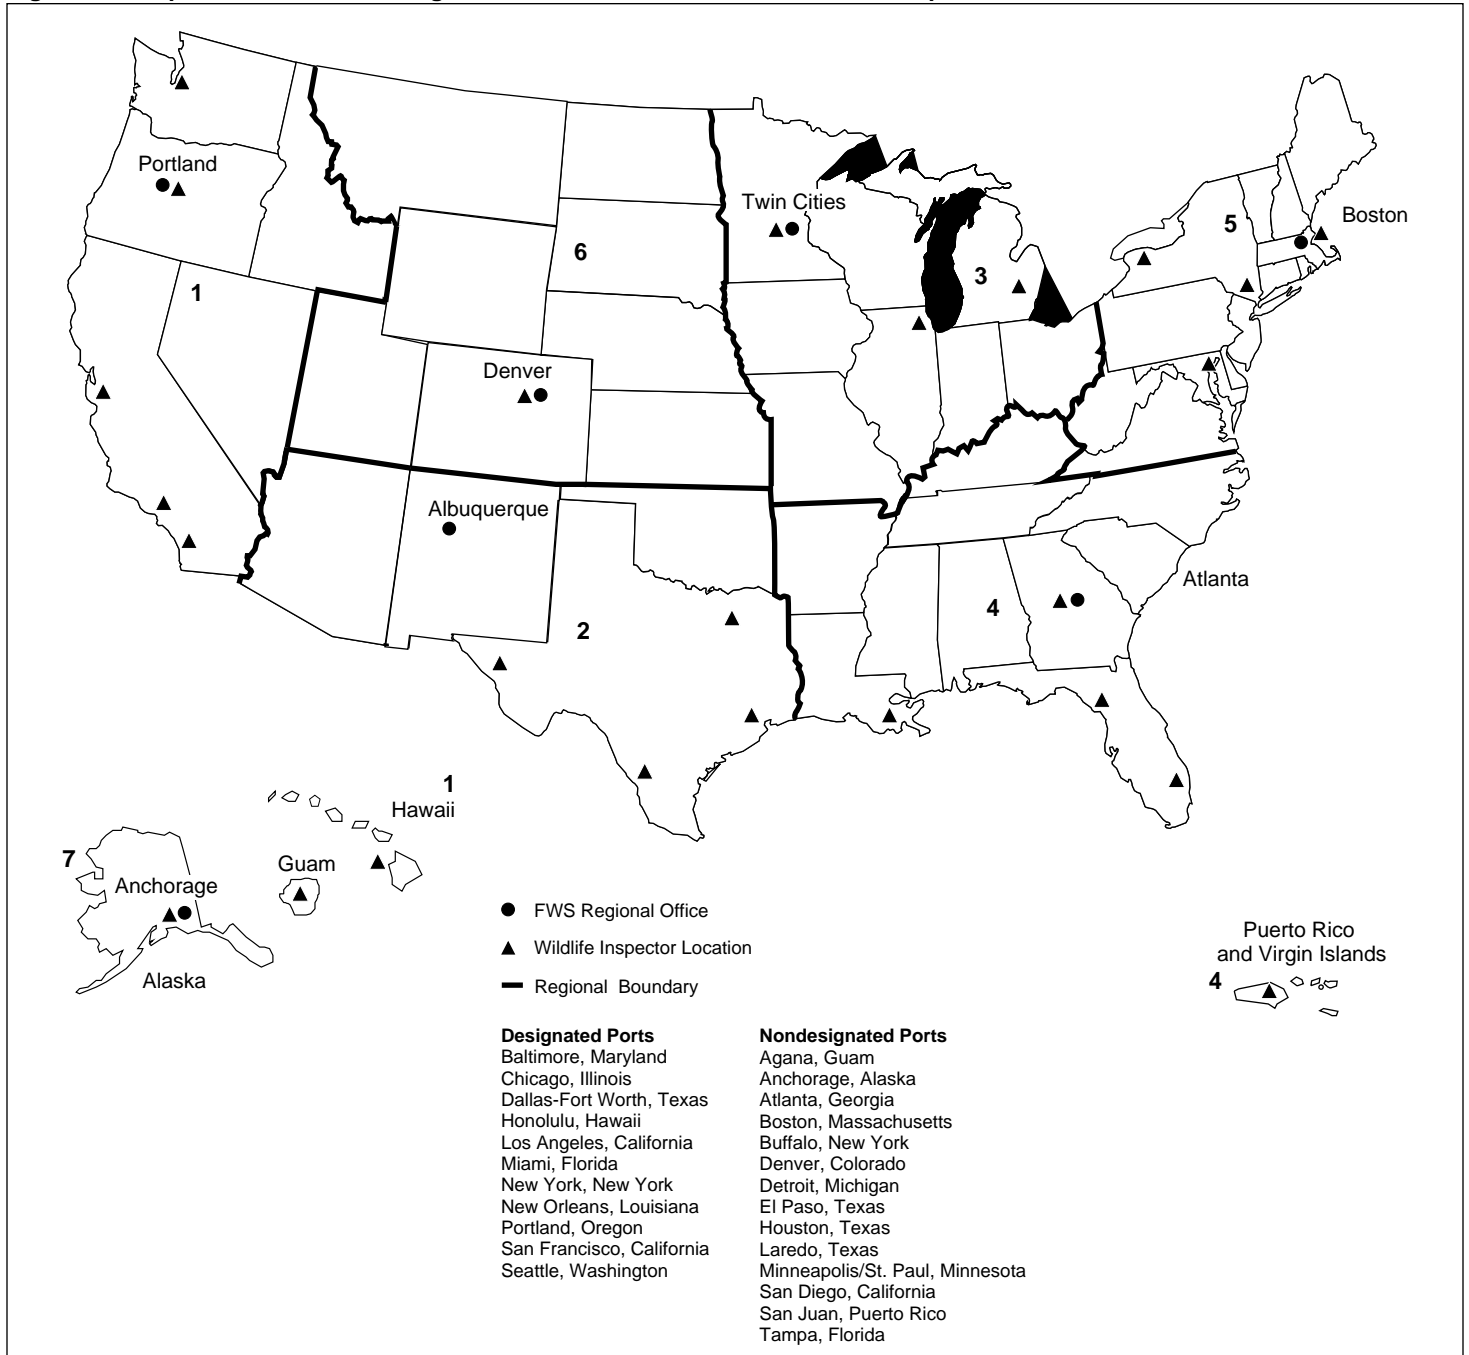 Portland
Twin Cities
5
Boston
6
3
1
Denver
Albuquerque
Atlanta
4
2
1
Hawaii
7
Guam
Anchorage
Alaska
FWS Regional Office
Wildlife Inspector Location
Regional Boundary
Puerto Rico
and Virgin Islands
4
Designated Ports
Baltimore, Maryland
Chicago, Illinois
Dallas-Fort Worth, Texas
Honolulu, Hawaii
Los Angeles, California
Miami, Florida
New York, New York
New Orleans, Louisiana
Portland, Oregon
San Francisco, California
Seattle, Washington
Nondesignated Ports
Agana, Guam
Anchorage, Alaska
Atlanta, Georgia
Boston, Massachusetts
Buffalo, New York
Denver, Colorado
Detroit, Michigan
El Paso, Texas
Houston, Texas
Laredo, Texas
Minneapolis/St. Paul, Minnesota
San Diego, California
San Juan, Puerto Rico
Tampa, Florida